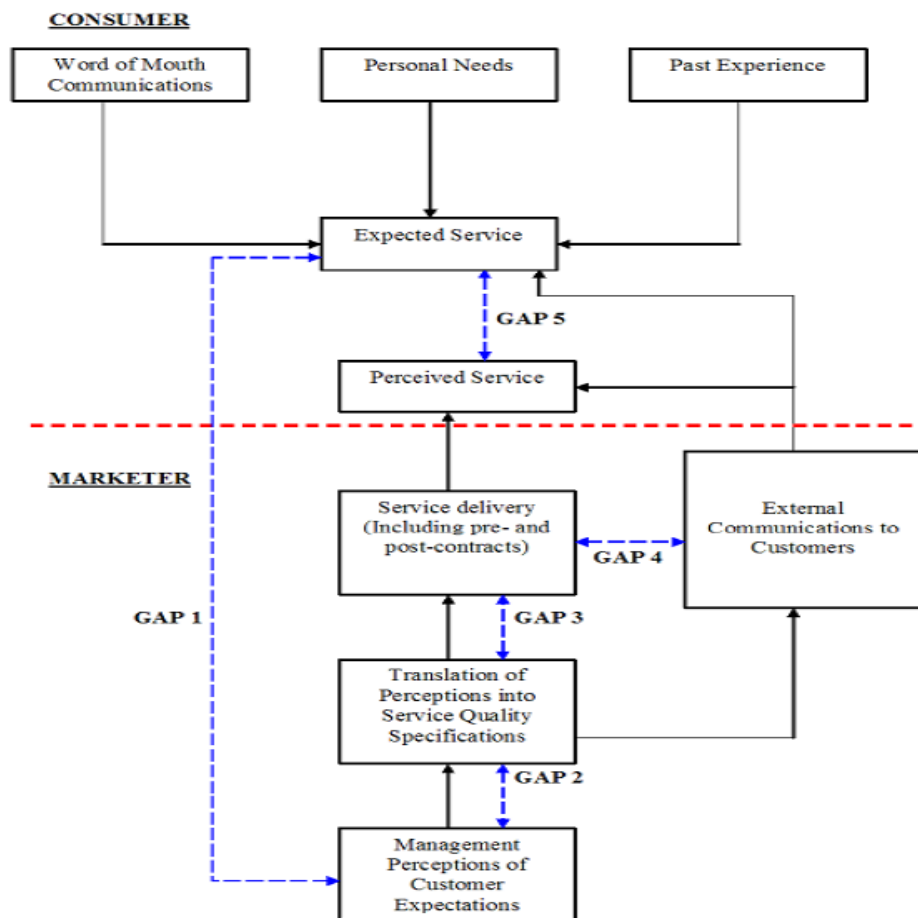 CONSUMER
Word of Mouth
Communications
Personal Needs
Past Experience
Expected Service
GAP 5
Perceived Service
MARKETER
Service delivery
(Including pre- and
post-contracts)
External
Communications to
Customers
GAP 4
GAP 1
GAP 3
Translation of
Perceptions into
Service Quality
Specifications
GAP 2
Management
Perceptions of
Customer
Expectations